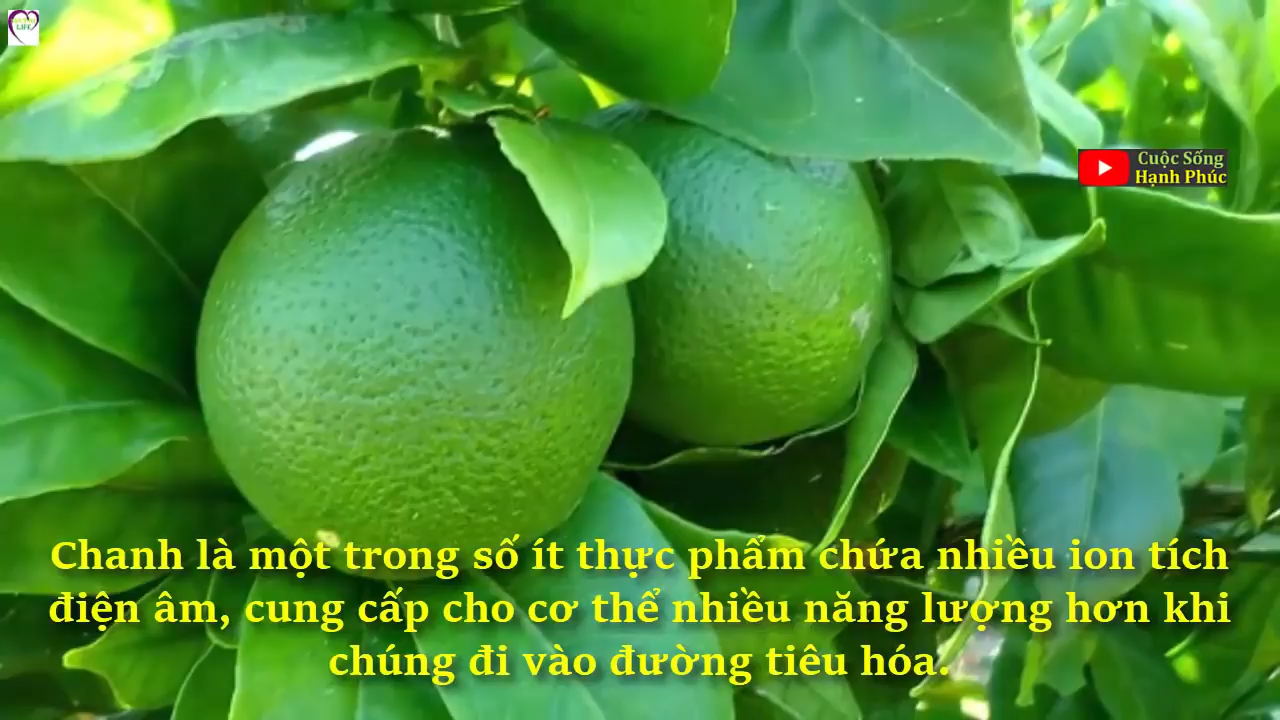 LIFE
Cuộc Sống
Hạnh Phúc
Chanh là một trong số ít thực phẩm chứa nhiều ion tích
điện âm, cung cấp cho cơ thể nhiều năng lượng hơn khi
chúng đi vào đường tiêu hóa.